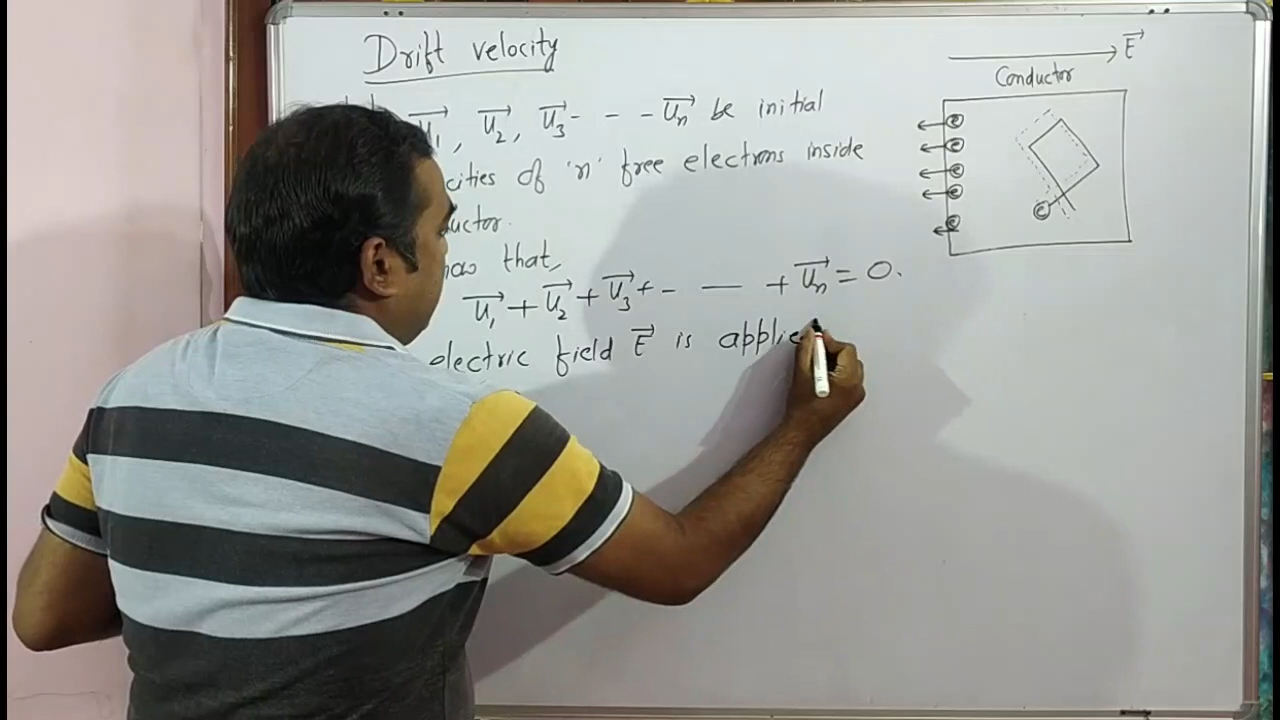 Drift velocity
U₁⃗, U₂⃗, U₃⃗ - - - Uₙ⃗ be initial
cities of 'n' free electrons inside
uctor.
that,
U₁⃗ + U₂⃗ + U₃⃗ + - — + Uₙ⃗ = 0.
electric field E⃗ is applie
E⃗
Conductor
e
e
e
e
e
e